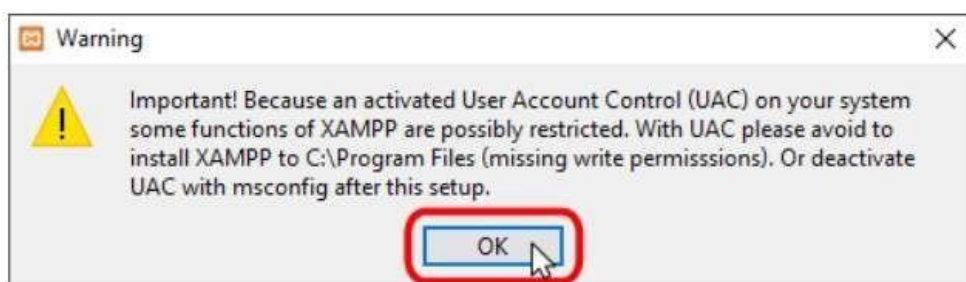 Warning
Important! Because an activated User Account Control (UAC) on your system
some functions of XAMPP are possibly restricted. With UAC please avoid to
install XAMPP to C:\Program Files (missing write permisssions). Or deactivate
UAC with msconfig after this setup.
OK